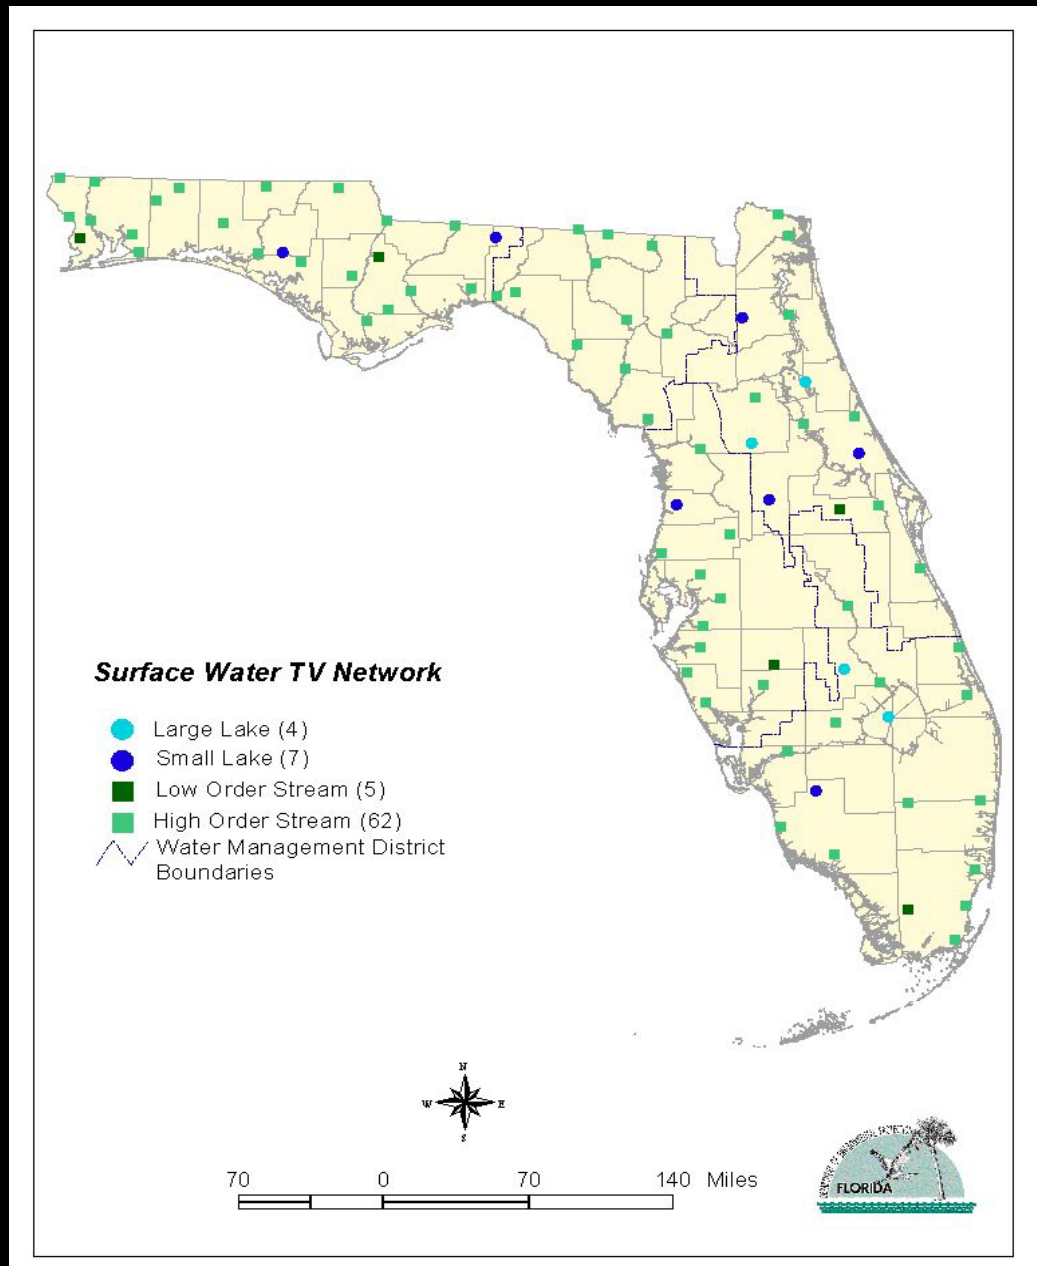 Surface Water TV Network
Large Lake (4)
Small Lake (7)
Low Order Stream (5)
High Order Stream (62)
Water Management District
Boundaries
N
W E
S
70 0 70 140 Miles
FLORIDA